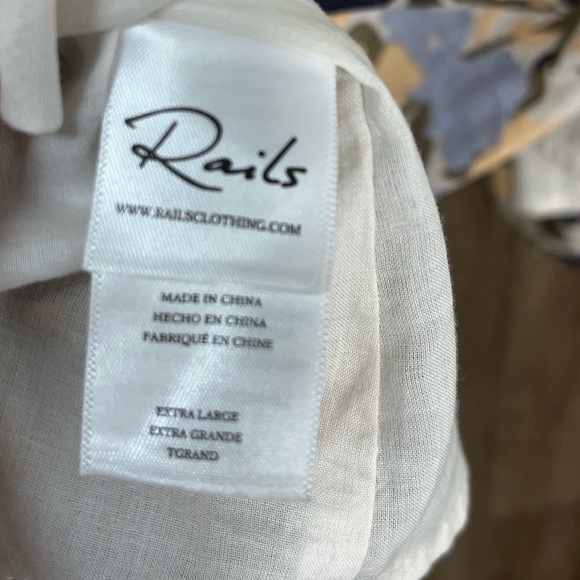 Rails
WWW.RAILSCLOTHING.COM
MADE IN CHINA
HECHO EN CHINA
FABRIQUÉ EN CHINE
EXTRA LARGE
EXTRA GRANDE
TGRAND